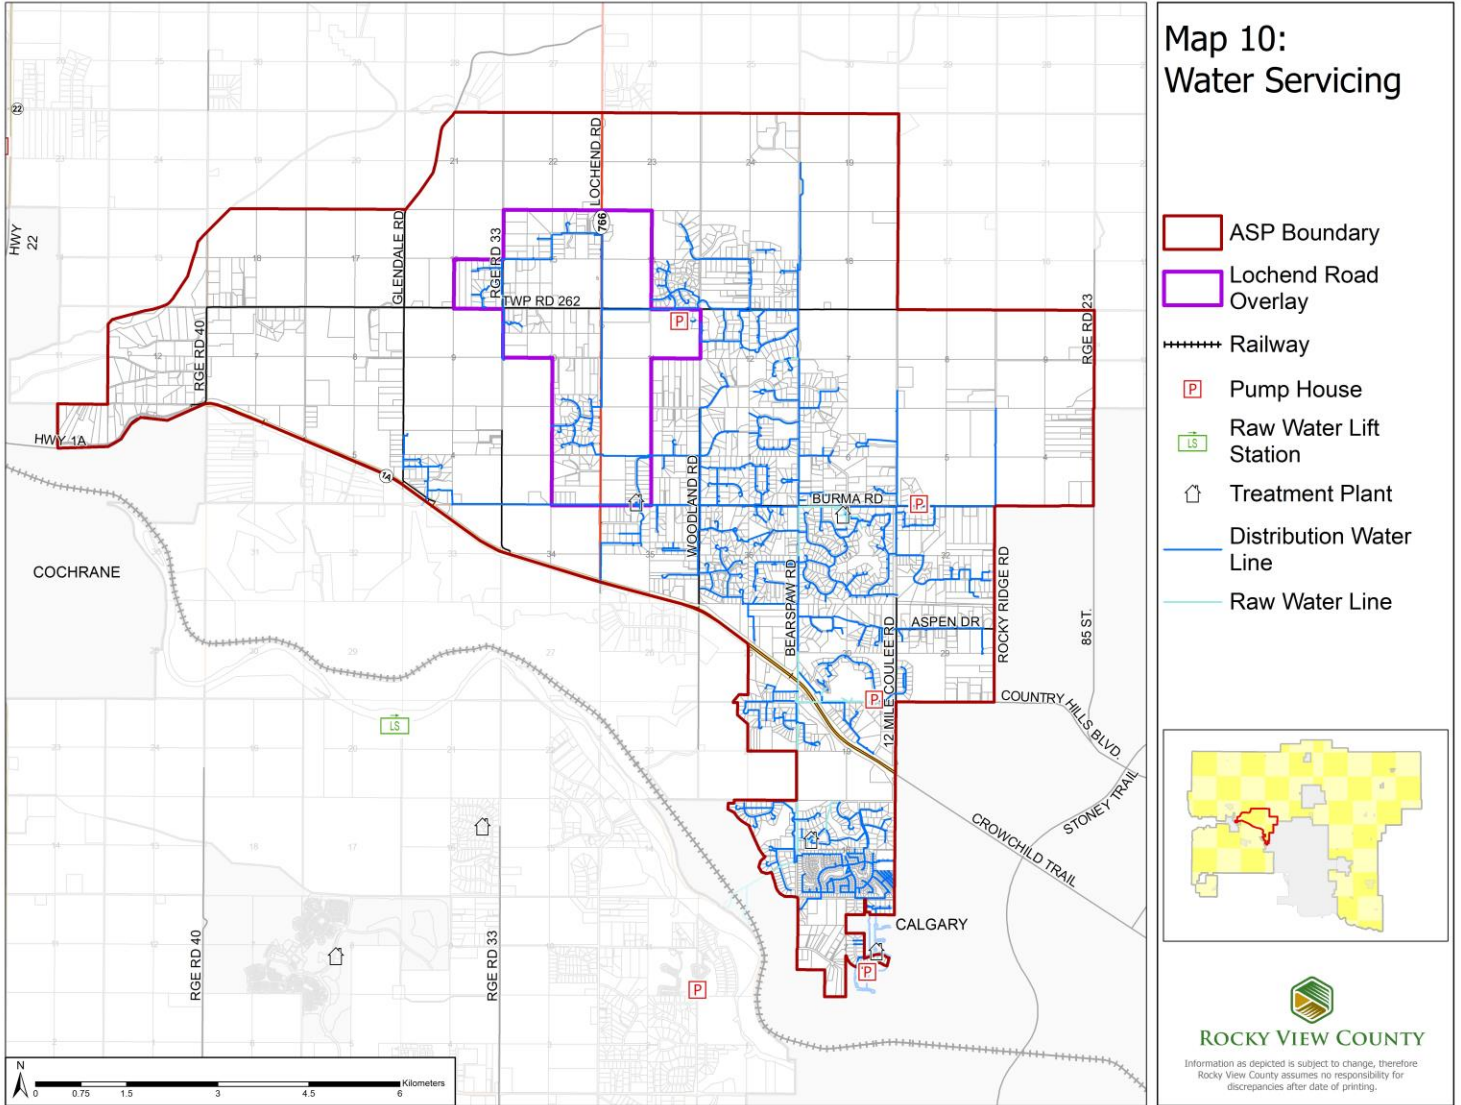 Map 10:
Water Servicing
ASP Boundary
Lochend Road
Overlay
Railway
P
Pump House
LS
Raw Water Lift
Station
Treatment Plant
Distribution Water
Line
Raw Water Line
22
HWY
22
LOCHEND RD
766
GLENDALE RD
RGE RD 33
TWP RD 262
RGE RD 40
RGE RD 23
P
HWY 1A
1A
WOODLAND RD
BURMA RD
P
COCHRANE
BEARSPAW RD
ROCKY RIDGE RD
ASPEN DR
85 ST.
12 MILE COULEE RD
P
COUNTRY HILLS BLVD.
LS
STONEY TRAIL
CROWCHILD TRAIL
CALGARY
RGE RD 40
RGE RD 33
P
P
N
0 0.75 1.5 3 4.5 6
Kilometers
ROCKY VIEW COUNTY
Information as depicted is subject to change, therefore
Rocky View County assumes no responsibility for
discrepancies after date of printing.